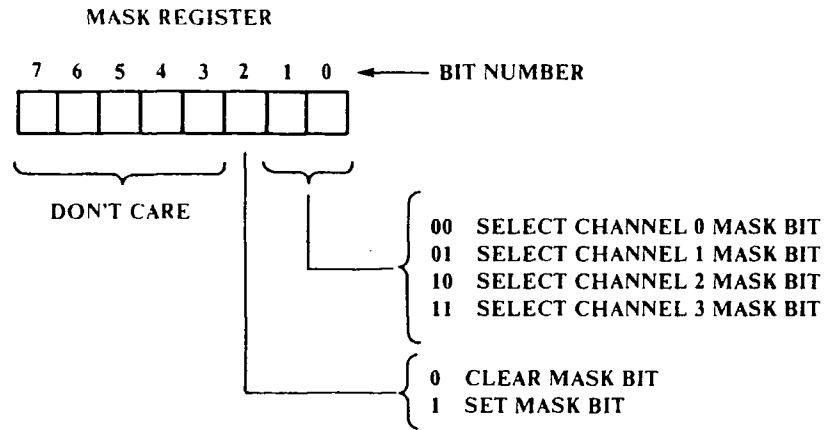 MASK REGISTER
7 6 5 4 3 2 1 0 BIT NUMBER
DON'T CARE
00 SELECT CHANNEL 0 MASK BIT
01 SELECT CHANNEL 1 MASK BIT
10 SELECT CHANNEL 2 MASK BIT
11 SELECT CHANNEL 3 MASK BIT
0 CLEAR MASK BIT
1 SET MASK BIT